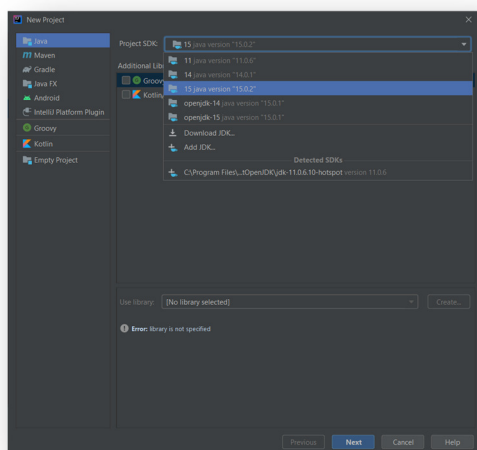 New Project
Java
Maven
Gradle
Java FX
Android
IntelliJ Platform Plugin
Groovy
Kotlin
Empty Project
Project SDK: 15 java version "15.0.2"
Additional Libr
Groovy
Kotlin/
11 java version "11.0.6"
14 java version "14.0.1"
15 java version "15.0.2"
openjdk-14 java version "15.0.1"
openjdk-15 java version "15.0.1"
Download JDK...
Add JDK...
Detected SDKs
C:\Program Files\...tOpenJDK\jdk-11.0.6.10-hotspot version 11.0.6
Use library: [No library selected] Create...
Error: library is not specified
Previous Next Cancel Help